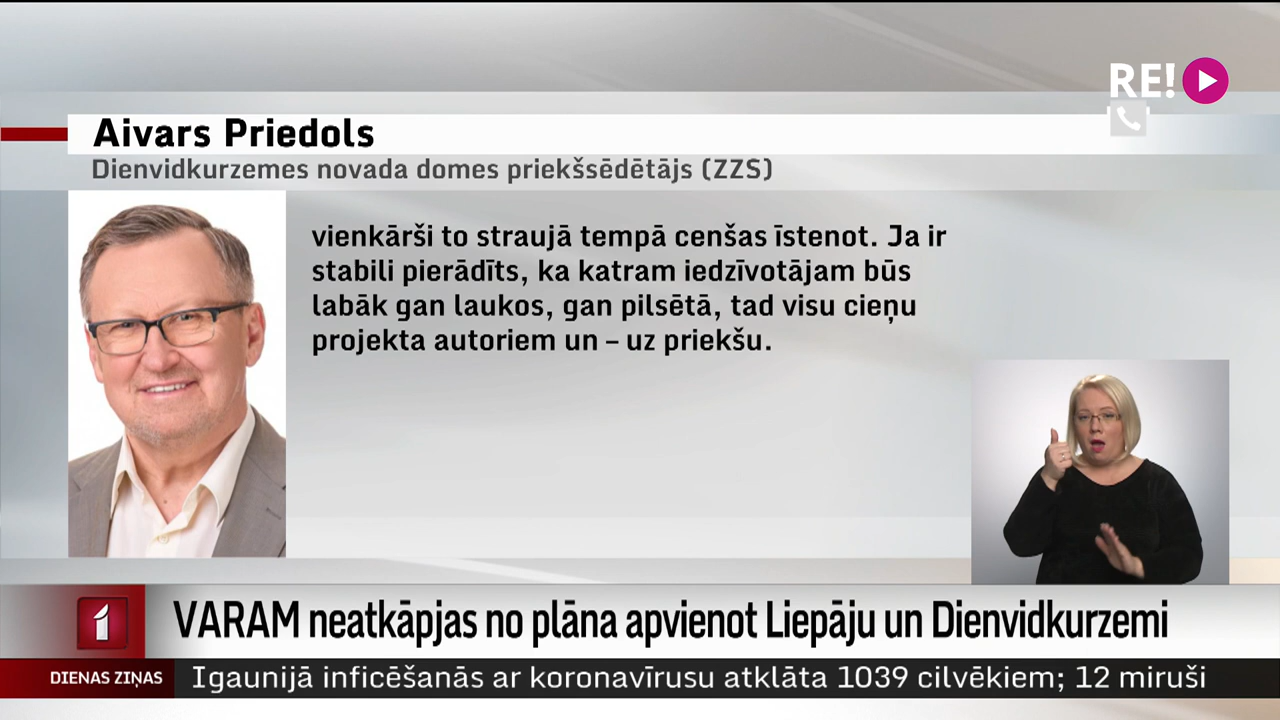 RE!
Aivars Priedols
Dienvidkurzemes novada domes priekšsēdētājs (ZZS)
vienkārši to straujā tempā cenšas īstenot. Ja ir
stabili pierādīts, ka katram iedzīvotājam būs
labāk gan laukos, gan pilsētā, tad visu cieņu
projekta autoriem un – uz priekšu.
1
VARAM neatkāpjas no plāna apvienot Liepāju un Dienvidkurzemi
DIENAS ZIŅAS
Igaunijā inficēšanās ar koronavīrusu atklāta 1039 cilvēkiem; 12 miruši